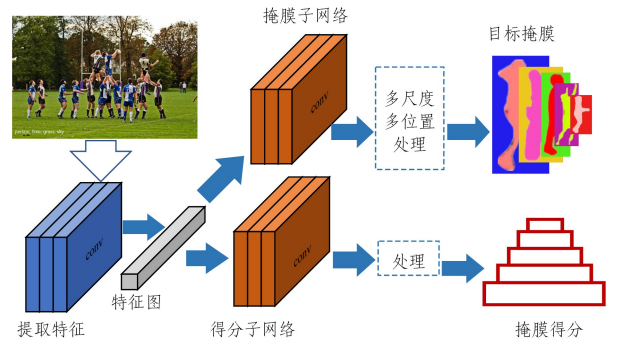 掩膜子网络
目标掩膜
conv
多尺度
多位置
处理
conv
特征图
conv
处理
提取特征
得分子网络
掩膜得分